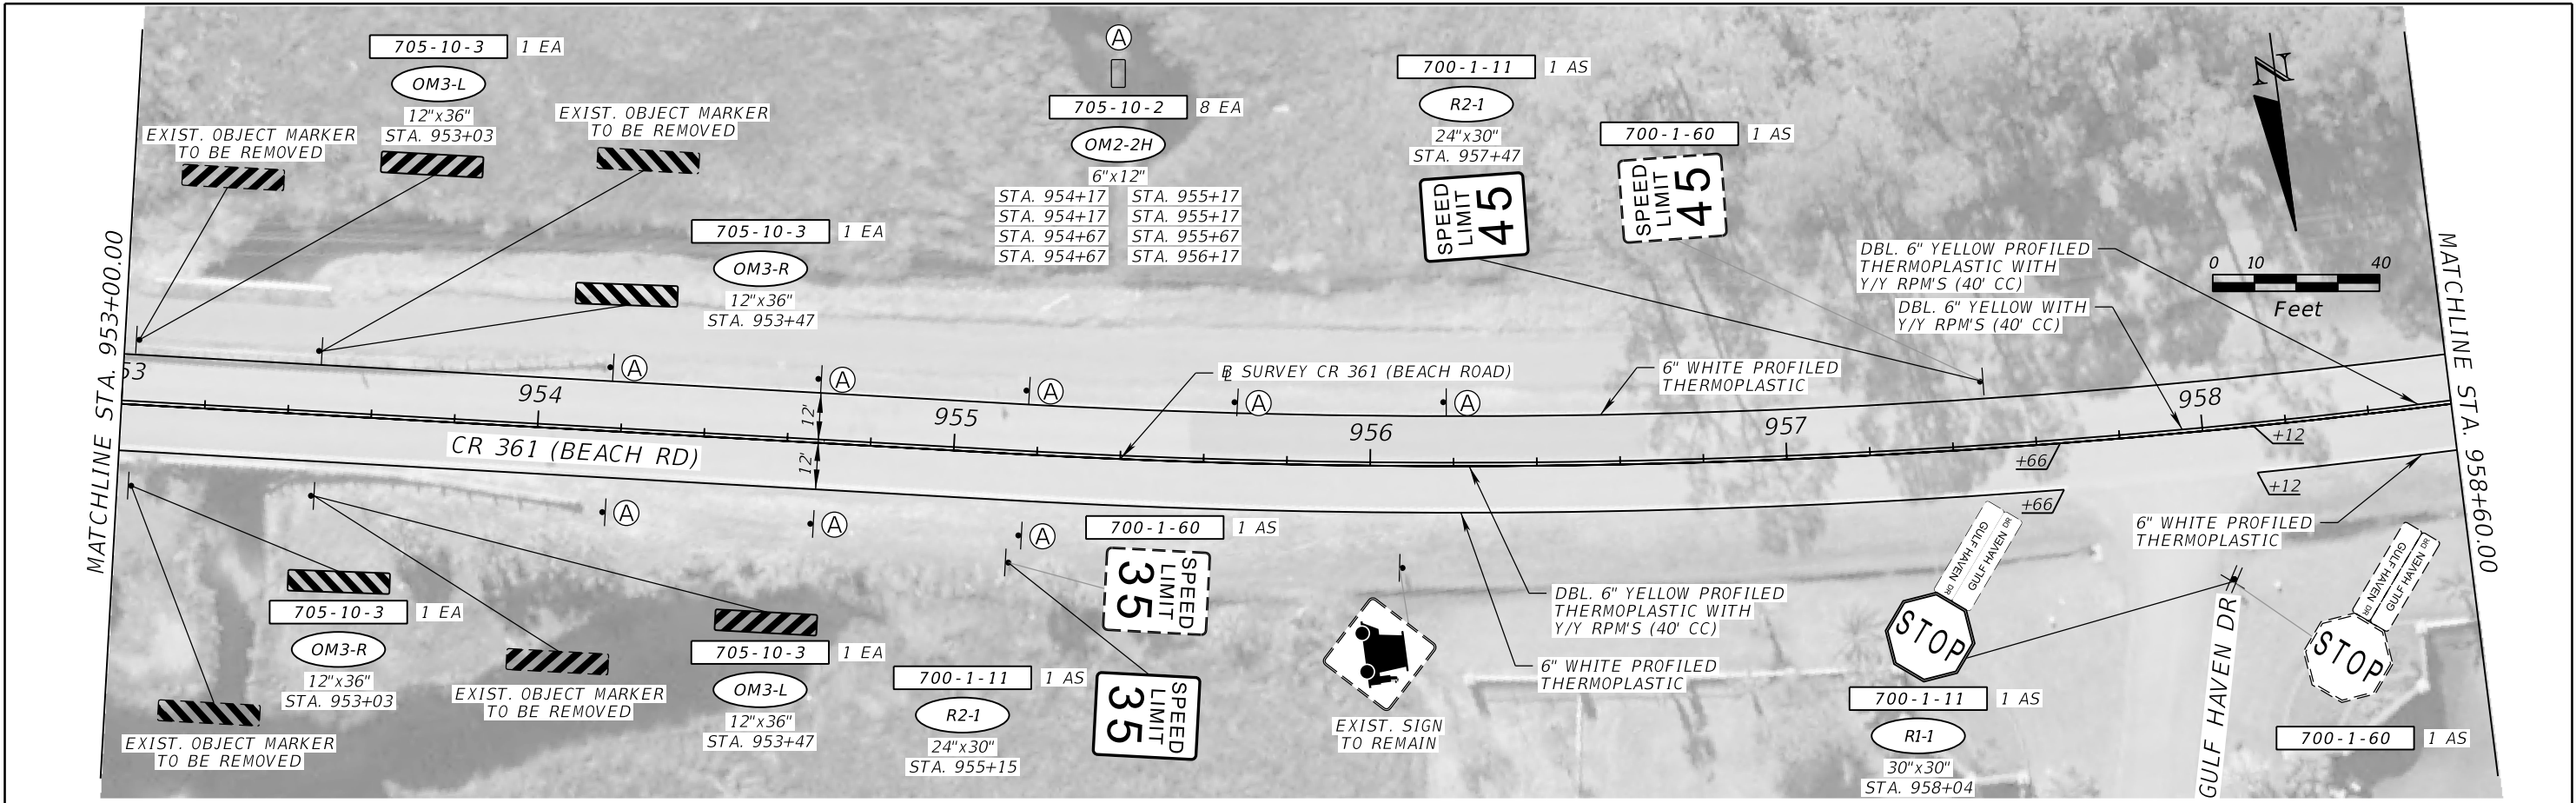 705-10-3 1 EA
OM3-L
12"x36"
STA. 953+03
EXIST. OBJECT MARKER
TO BE REMOVED
EXIST. OBJECT MARKER
TO BE REMOVED
705-10-3 1 EA
OM3-R
12"x36"
STA. 953+47
A
705-10-2 8 EA
OM2-2H
6"x12"
STA. 954+17 STA. 955+17
STA. 954+17 STA. 955+17
STA. 954+67 STA. 955+67
STA. 954+67 STA. 956+17
700-1-11 1 AS
R2-1
24"x30"
STA. 957+47
SPEED
LIMIT
45
700-1-60 1 AS
SPEED
LIMIT
45
N
0 10 40
Feet
DBL. 6" YELLOW PROFILED
THERMOPLASTIC WITH
Y/Y RPM'S (40' CC)
DBL. 6" YELLOW WITH
Y/Y RPM'S (40' CC)
MATCHLINE STA. 953+00.00
MATCHLINE STA. 958+60.00
B SURVEY CR 361 (BEACH ROAD)
6" WHITE PROFILED
THERMOPLASTIC
A
A
A
A
A
53
954
955
956
957
958
12'
12'
CR 361 (BEACH RD)
+66
+12
+66
+12
A
A
A
705-10-3 1 EA
OM3-R
12"x36"
STA. 953+03
EXIST. OBJECT MARKER
TO BE REMOVED
EXIST. OBJECT MARKER
TO BE REMOVED
705-10-3 1 EA
OM3-L
12"x36"
STA. 953+47
700-1-60 1 AS
SPEED
LIMIT
35
700-1-11 1 AS
R2-1
24"x30"
STA. 955+15
SPEED
LIMIT
35
EXIST. SIGN
TO REMAIN
DBL. 6" YELLOW PROFILED
THERMOPLASTIC WITH
Y/Y RPM'S (40' CC)
6" WHITE PROFILED
THERMOPLASTIC
GULF HAVEN DR
GULF HAVEN DR
STOP
700-1-11 1 AS
R1-1
30"x30"
STA. 958+04
6" WHITE PROFILED
THERMOPLASTIC
GULF HAVEN DR
GULF HAVEN DR
GULF HAVEN DR
STOP
700-1-60 1 AS